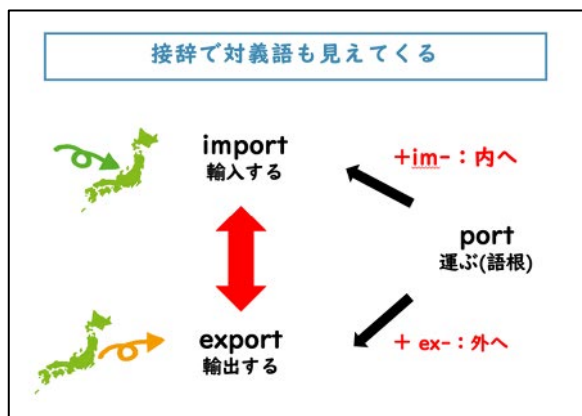 接辞で対義語も見えてくる
import
輸入する
+im-：内へ
port
運ぶ(語根)
export
輸出する
+ ex-：外へ